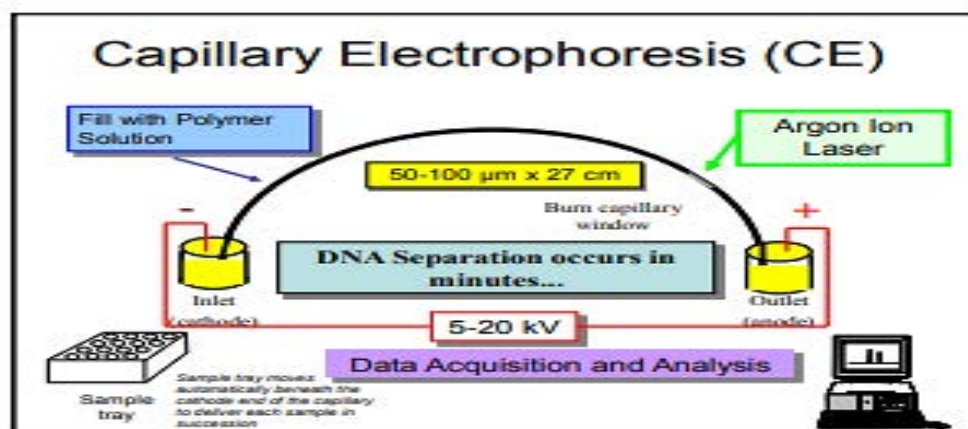 Capillary Electrophoresis (CE)
Fill with Polymer
Solution
Argon Ion
Laser
50-100 µm x 27 cm
Burn capillary
window
-
+
DNA Separation occurs in
minutes...
Inlet
(cathode)
Outlet
(anode)
5-20 kV
Data Acquisition and Analysis
Sample
tray
Sample tray moves
automatically beneath the
cathode end of the capillary
to deliver each sample in
succession